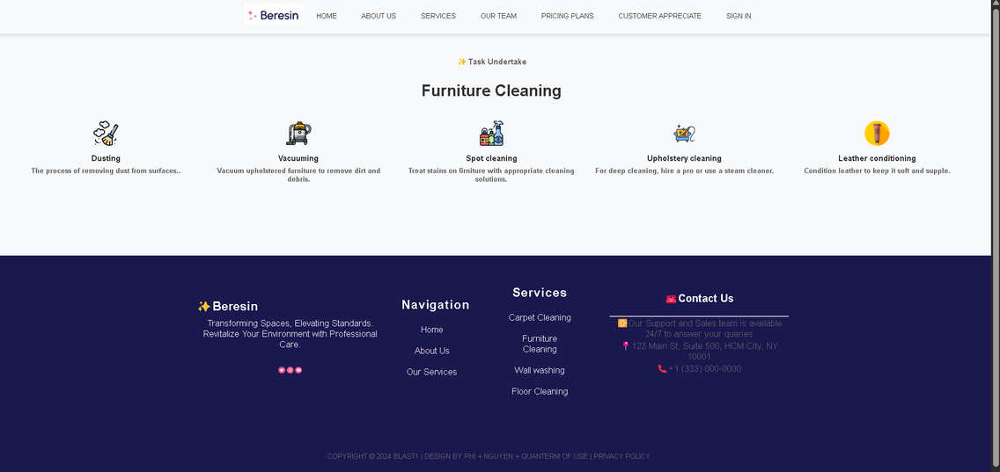 Beresin HOME ABOUT US SERVICES OUR TEAM PRICING PLANS CUSTOMER APPRECIATE SIGN IN
✨ Task Undertake
Furniture Cleaning
Dusting
The process of removing dust from surfaces..
Vacuuming
Vacuum upholstered furniture to remove dirt and
debris.
Spot cleaning
Treat stains on firniture with appropriate cleaning
solutions.
Upholstery cleaning
For deep cleaning, hire a pro or use a steam cleaner.
Leather conditioning
Condition leather to keep it soft and supple.
✨ Beresin
Transforming Spaces, Elevating Standards.
Revitalize Your Environment with Professional
Care.
Navigation
Home
About Us
Our Services
Services
Carpet Cleaning
Furniture
Cleaning
Wall washing
Floor Cleaning
☎️ Contact Us
Our Support and Sales team is available
24/7 to answer your queries
📍 123 Main St, Suite 500, HCM City, NY
10001
📞 +1 (333) 000-0000
COPYRIGHT © 2024 BLAST1 | DESIGN BY PHI + NGUYEN + QUANTERM OF USE | PRIVACY POLICY